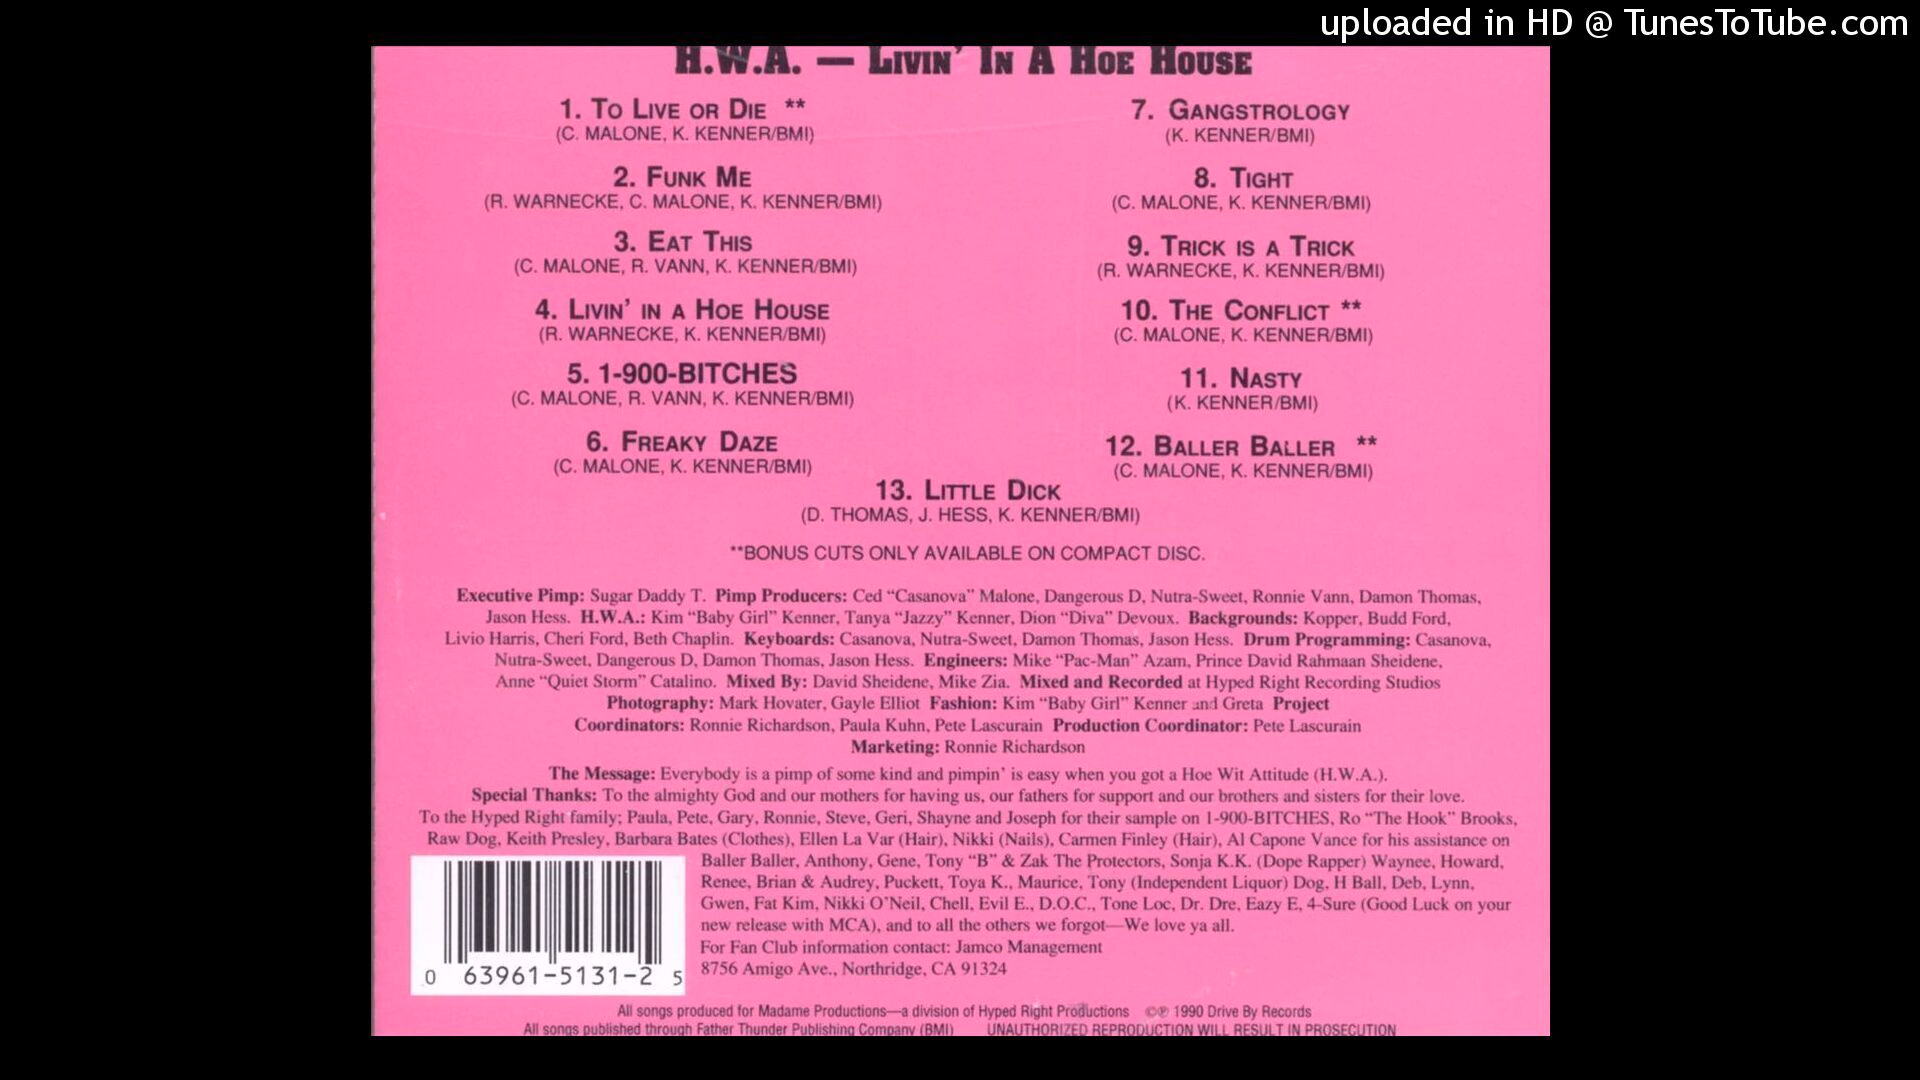 uploaded in HD @ TunesToTube.com
H.W.A. — Livin' In A Hoe House
1. To Live or Die **
(C. MALONE, K. KENNER/BMI)
2. Funk Me
(R. WARNECKE, C. MALONE, K. KENNER/BMI)
3. Eat This
(C. MALONE, R. VANN, K. KENNER/BMI)
4. Livin' in a Hoe House
(R. WARNECKE, K. KENNER/BMI)
5. 1-900-BITCHES
(C. MALONE, R. VANN, K. KENNER/BMI)
6. Freaky Daze
(C. MALONE, K. KENNER/BMI)
7. Gangstrology
(K. KENNER/BMI)
8. Tight
(C. MALONE, K. KENNER/BMI)
9. Trick is a Trick
(R. WARNECKE, K. KENNER/BMI)
10. The Conflict **
(C. MALONE, K. KENNER/BMI)
11. Nasty
(K. KENNER/BMI)
12. Baller Baller **
(C. MALONE, K. KENNER/BMI)
13. Little Dick
(D. THOMAS, J. HESS, K. KENNER/BMI)
**BONUS CUTS ONLY AVAILABLE ON COMPACT DISC.
Executive Pimp: Sugar Daddy T. Pimp Producers: Ced “Casanova” Malone, Dangerous D, Nutra-Sweet, Ronnie Vann, Damon Thomas,
Jason Hess. H.W.A.: Kim “Baby Girl” Kenner, Tanya “Jazzy” Kenner, Dion “Diva” Devoux. Backgrounds: Kopper, Budd Ford,
Livio Harris, Cheri Ford, Beth Chaplin. Keyboards: Casanova, Nutra-Sweet, Damon Thomas, Jason Hess. Drum Programming: Casanova,
Nutra-Sweet, Dangerous D, Damon Thomas, Jason Hess. Engineers: Mike “Pac-Man” Azam, Prince David Rahmaan Sheidene,
Anne “Quiet Storm” Catalino. Mixed By: David Sheidene, Mike Zia. Mixed and Recorded at Hyped Right Recording Studios
Photography: Mark Hovater, Gayle Elliot Fashion: Kim “Baby Girl” Kenner and Greta Project
Coordinators: Ronnie Richardson, Paula Kuhn, Pete Lascurain Production Coordinator: Pete Lascurain
Marketing: Ronnie Richardson
The Message: Everybody is a pimp of some kind and pimpin' is easy when you got a Hoe Wit Attitude (H.W.A.).
Special Thanks: To the almighty God and our mothers for having us, our fathers for support and our brothers and sisters for their love.
To the Hyped Right family; Paula, Pete, Gary, Ronnie, Steve, Geri, Shayne and Joseph for their sample on 1-900-BITCHES, Ro “The Hook” Brooks,
Raw Dog, Keith Presley, Barbara Bates (Clothes), Ellen La Var (Hair), Nikki (Nails), Carmen Finley (Hair), Al Capone Vance for his assistance on
Baller Baller, Anthony, Gene, Tony “B” & Zak The Protectors, Sonja K.K. (Dope Rapper) Waynee, Howard,
Renee, Brian & Audrey, Puckett, Toya K., Maurice, Tony (Independent Liquor) Dog, H Ball, Deb, Lynn,
Gwen, Fat Kim, Nikki O'Neil, Chell, Evil E., D.O.C., Tone Loc, Dr. Dre, Eazy E, 4-Sure (Good Luck on your
new release with MCA), and to all the others we forgot—We love ya all.
For Fan Club information contact: Jamco Management
8756 Amigo Ave., Northridge, CA 91324
0 63961-5131-2 5
All songs produced for Madame Productions—a division of Hyped Right Productions ©℗ 1990 Drive By Records
All songs published through Father Thunder Publishing Company (BMI) UNAUTHORIZED REPRODUCTION WILL RESULT IN PROSECUTION